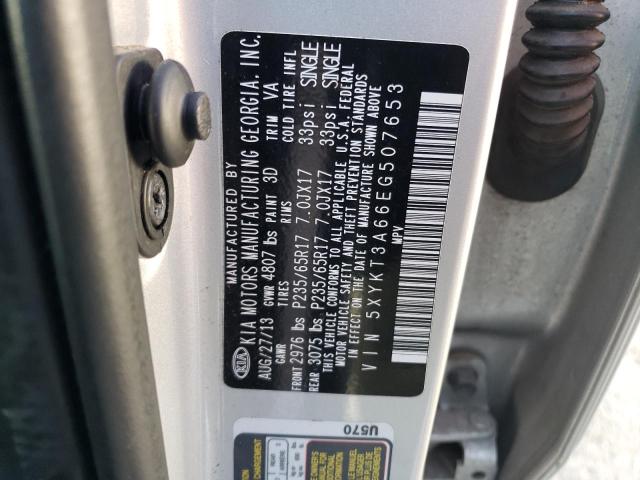 KIA
MANUFACTURED BY
KIA MOTORS MANUFACTURING GEORGIA, INC.
AUG/27/13 GVWR 4807 lbs PAINT 3D TRIM VA
GAWR TIRES RIMS COLD TIRE INFL
FRONT 2976 lbs P235/65R17 7.0JX17 33psi SINGLE
REAR 3075 lbs P235/65R17 7.0JX17 33psi SINGLE
THIS VEHICLE CONFORMS TO ALL APPLICABLE U.S.A. FEDERAL
MOTOR VEHICLE SAFETY AND THEFT PREVENTION STANDARDS
IN EFFECT ON THE DATE OF MANUFACTURE SHOWN ABOVE
VIN 5XYKT3A66EG507653
MPV
U570